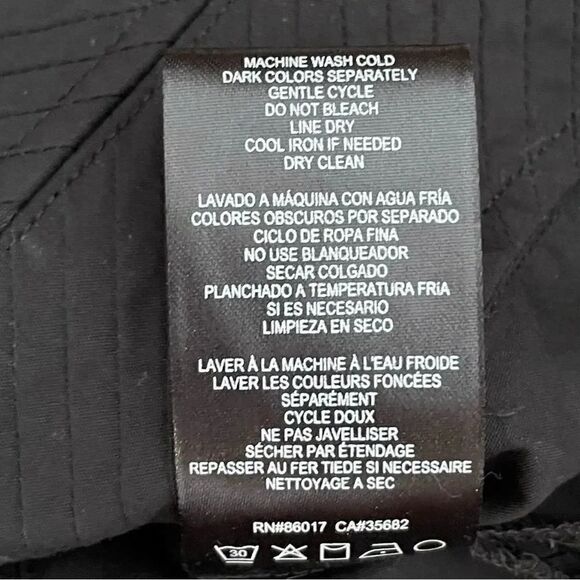 MACHINE WASH COLD
DARK COLORS SEPARATELY
GENTLE CYCLE
DO NOT BLEACH
LINE DRY
COOL IRON IF NEEDED
DRY CLEAN
LAVADO A MÁQUINA CON AGUA FRÍA
COLORES OBSCUROS POR SEPARADO
CICLO DE ROPA FINA
NO USE BLANQUEADOR
SECAR COLGADO
PLANCHADO A TEMPERATURA FRÍA
SI ES NECESARIO
LIMPIEZA EN SECO
LAVER À LA MACHINE À L'EAU FROIDE
LAVER LES COULEURS FONCÉES
SÉPARÉMENT
CYCLE DOUX
NE PAS JAVELLISER
SÉCHER PAR ÉTENDAGE
REPASSER AU FER TIEDE SI NÉCESSAIRE
NETTOYAGE A SEC
RN#86017 CA#35682
30